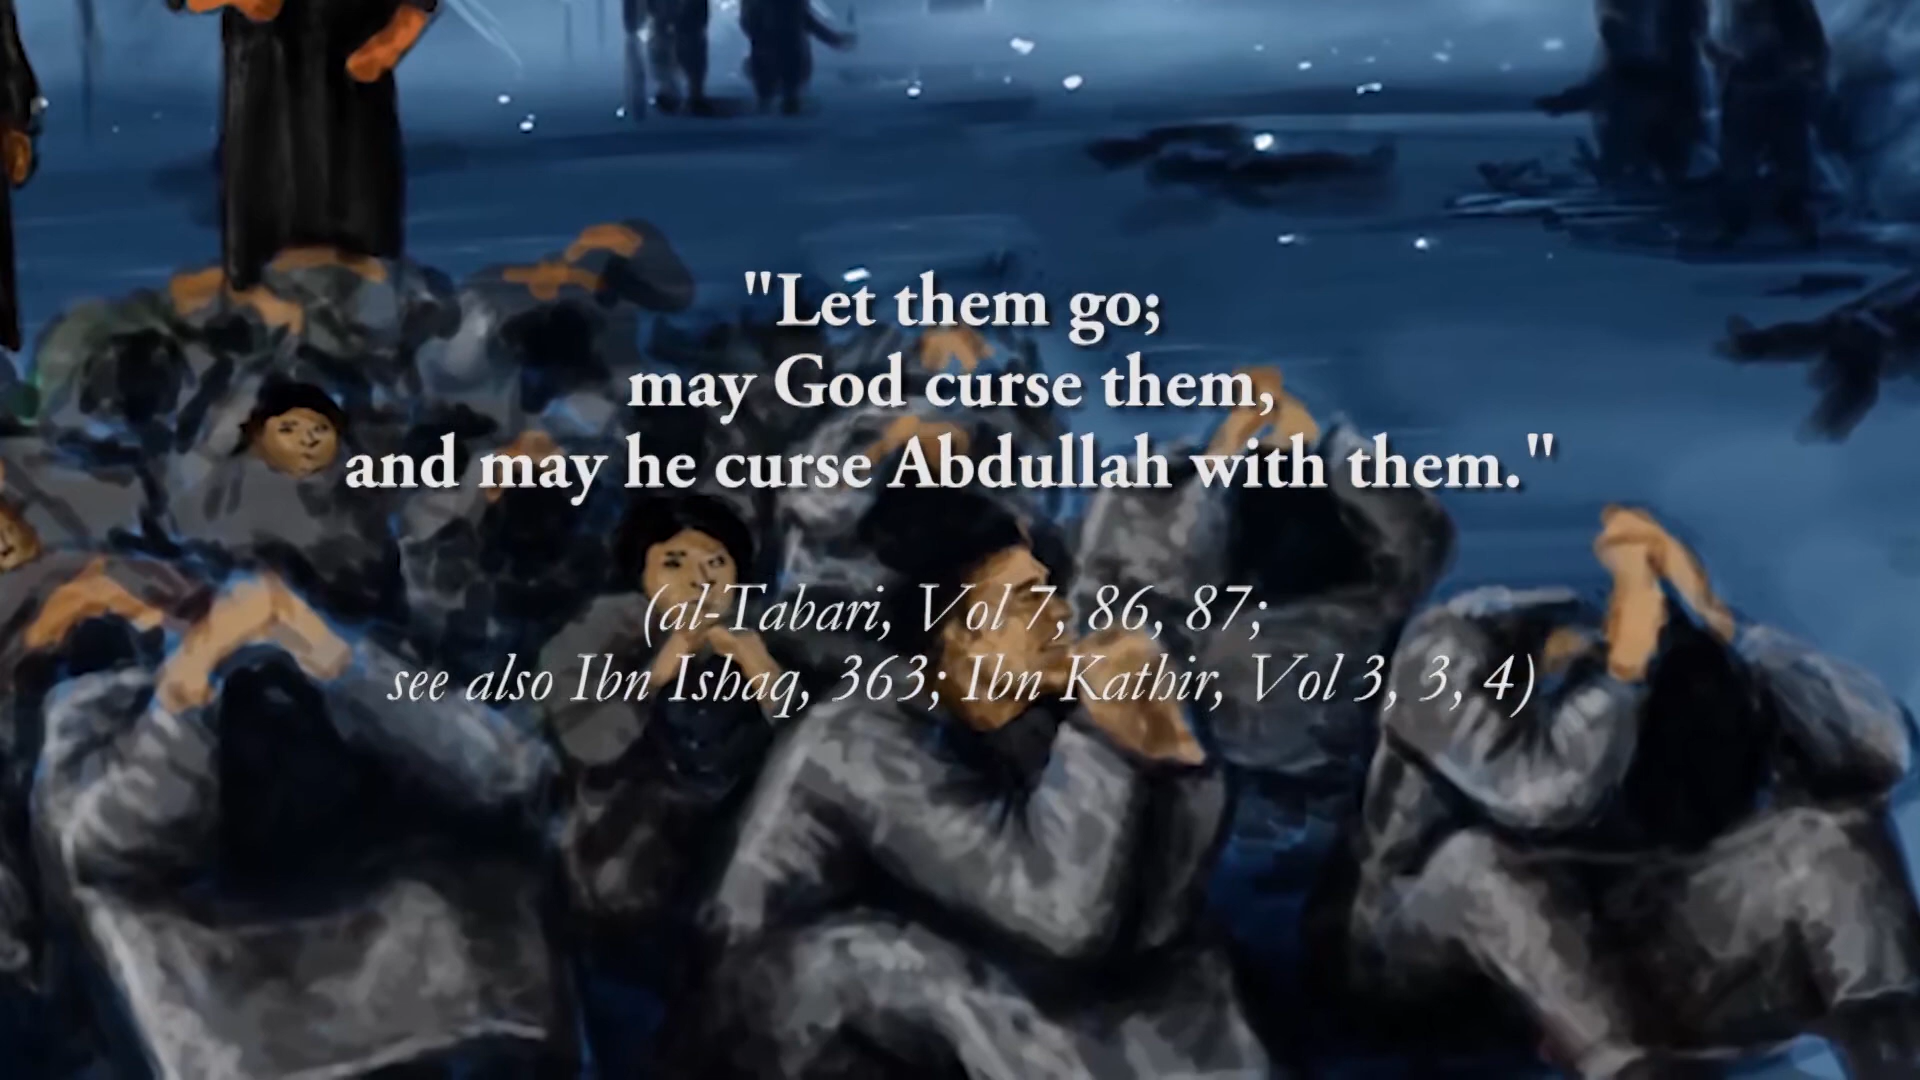 "Let them go;
may God curse them,
and may he curse Abdullah with them."
(al-Tabari, Vol 7, 86, 87;
see also Ibn Ishaq, 363; Ibn Kathir, Vol 3, 3, 4)